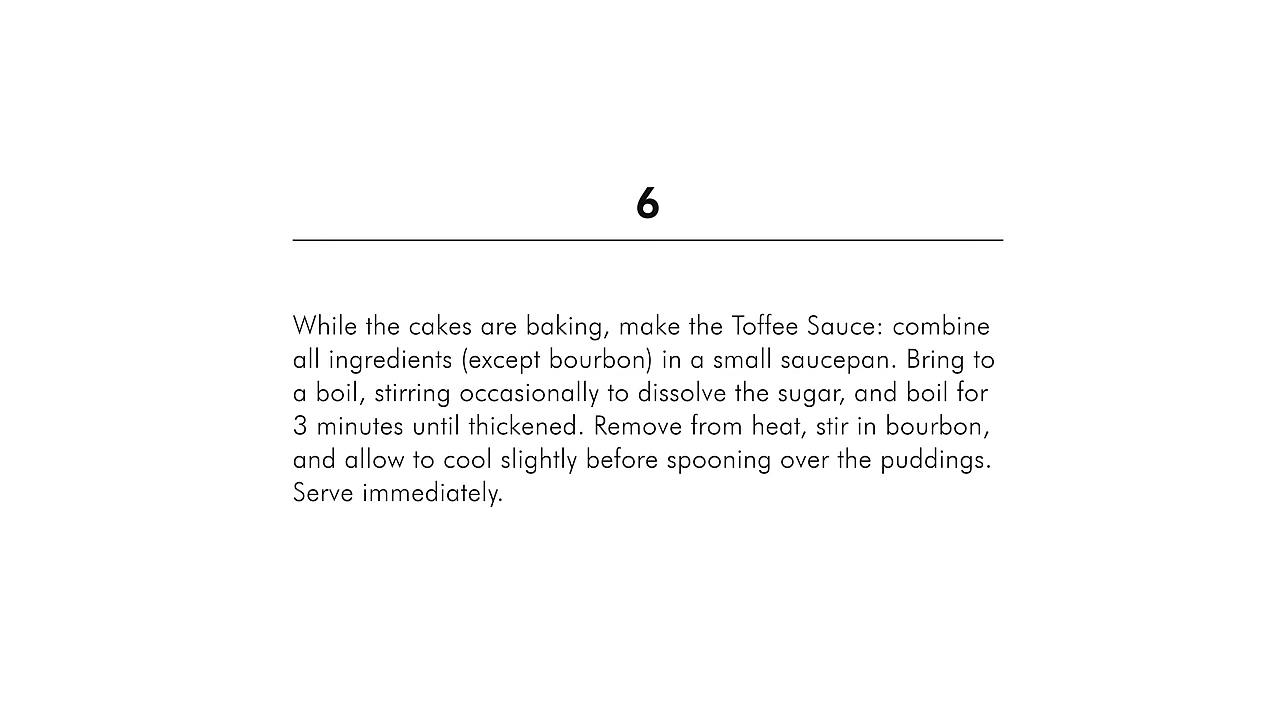 6
While the cakes are baking, make the Toffee Sauce: combine
all ingredients (except bourbon) in a small saucepan. Bring to
a boil, stirring occasionally to dissolve the sugar, and boil for
3 minutes until thickened. Remove from heat, stir in bourbon,
and allow to cool slightly before spooning over the puddings.
Serve immediately.